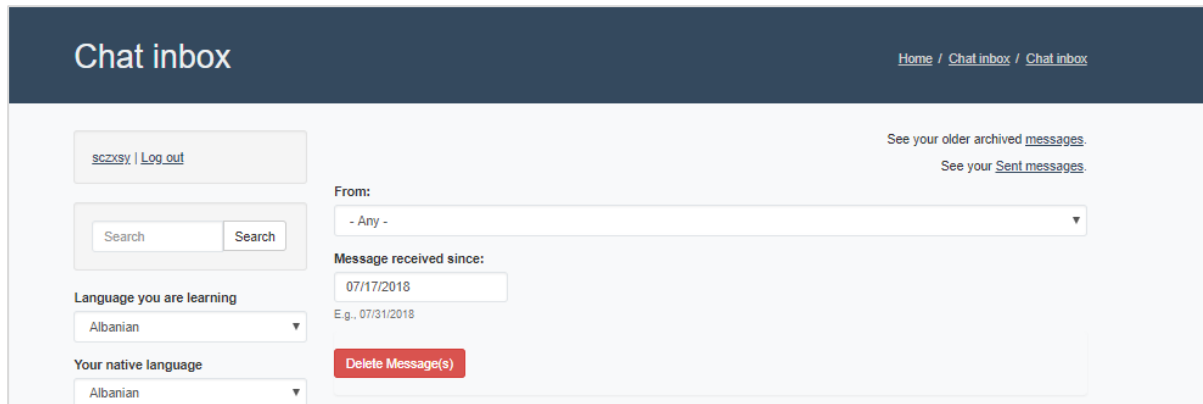 Chat inbox
Home / Chat inbox / Chat inbox
sczxsy | Log out
Search Search
Language you are learning
Albanian
Your native language
Albanian
See your older archived messages.
See your Sent messages.
From:
- Any -
Message received since:
07/17/2018
E.g., 07/31/2018
Delete Message(s)